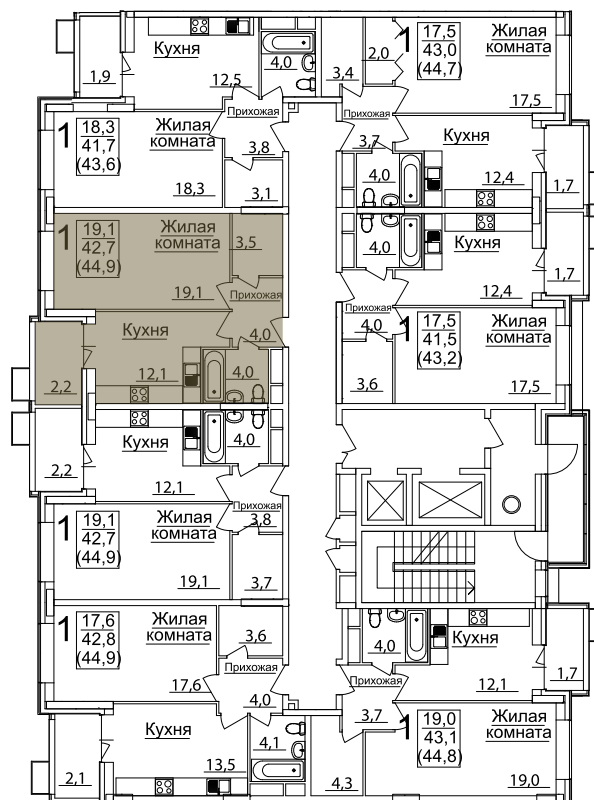 Кухня
1,9
12,5
4,0
3,4
2,0
1
17,5
43,0
(44,7)
Жилая
комната
17,5
1
18,3
41,7
(43,6)
Жилая
комната
18,3
Прихожая
3,8
3,1
Прихожая
3,7
4,0
Кухня
12,4
1,7
1
19,1
42,7
(44,9)
Жилая
комната
3,5
19,1
Прихожая
4,0
4,0
Кухня
12,4
1,7
Прихожая
4,0
Кухня
12,1
4,0
2,2
1
17,5
41,5
(43,2)
Жилая
комната
3,6
17,5
Кухня
4,0
2,2
12,1
Прихожая
3,8
1
19,1
42,7
(44,9)
Жилая
комната
19,1
3,7
1
17,6
42,8
(44,9)
Жилая
комната
3,6
17,6
Прихожая
4,0
4,0
Кухня
12,1
1,7
Прихожая
3,7
Кухня
4,1
2,1
13,5
4,3
1
19,0
43,1
(44,8)
Жилая
комната
19,0